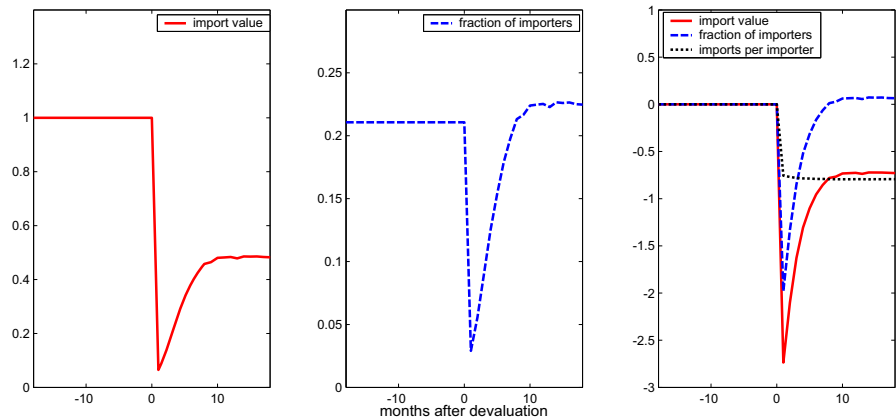 import value
1.2
1
0.8
0.6
0.4
0.2
0
-10 0 10
fraction of importers
0.25
0.2
0.15
0.1
0.05
0
-10 0 10
months after devaluation
import value
fraction of importers
imports per importer
1
0.5
0
-0.5
-1
-1.5
-2
-2.5
-3
-10 0 10